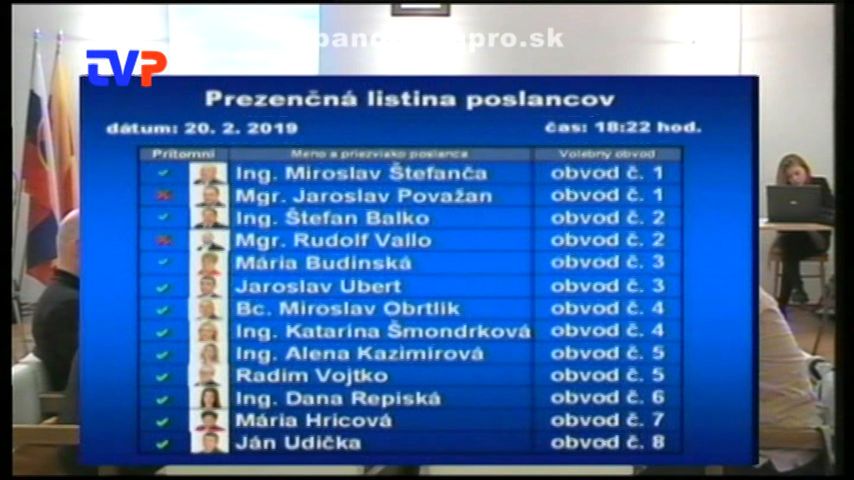 TVP
Prezenčná listina poslancov
dátum: 20. 2. 2019 čas: 18:22 hod.
Prítomní Meno a priezvisko poslanca Volebný obvod
Ing. Miroslav Štefanča obvod č. 1
Mgr. Jaroslav Považan obvod č. 1
Ing. Štefan Balko obvod č. 2
Mgr. Rudolf Vallo obvod č. 2
Mária Budinská obvod č. 3
Jaroslav Ubert obvod č. 3
Bc. Miroslav Obrtlík obvod č. 4
Ing. Katarína Šmondrková obvod č. 4
Ing. Alena Kazimírová obvod č. 5
Radim Vojtko obvod č. 5
Ing. Dana Repiská obvod č. 6
Mária Hricová obvod č. 7
Ján Udička obvod č. 8